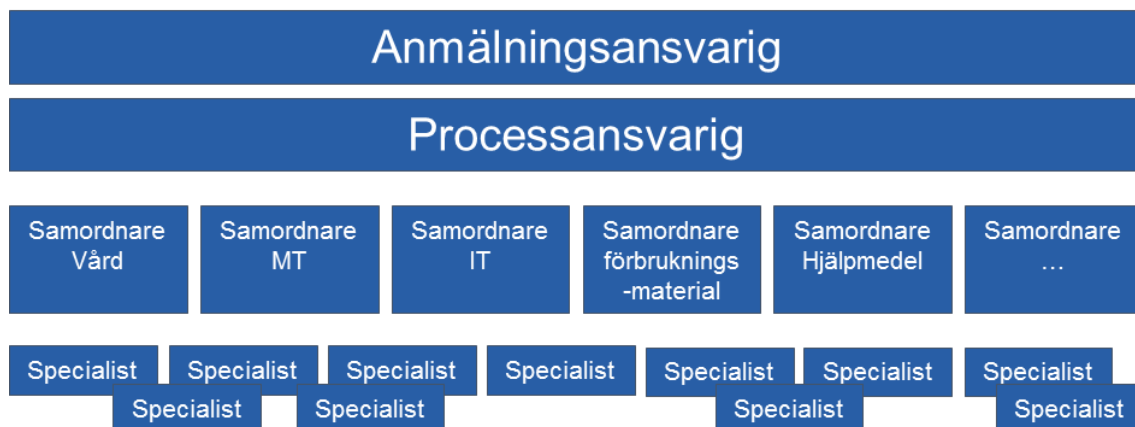 Anmälningsansvarig
Processansvarig
Samordnare
Vård
Samordnare
MT
Samordnare
IT
Samordnare
förbruknings
-material
Samordnare
Hjälpmedel
Samordnare
…
Specialist
Specialist
Specialist
Specialist
Specialist
Specialist
Specialist
Specialist
Specialist
Specialist
Specialist